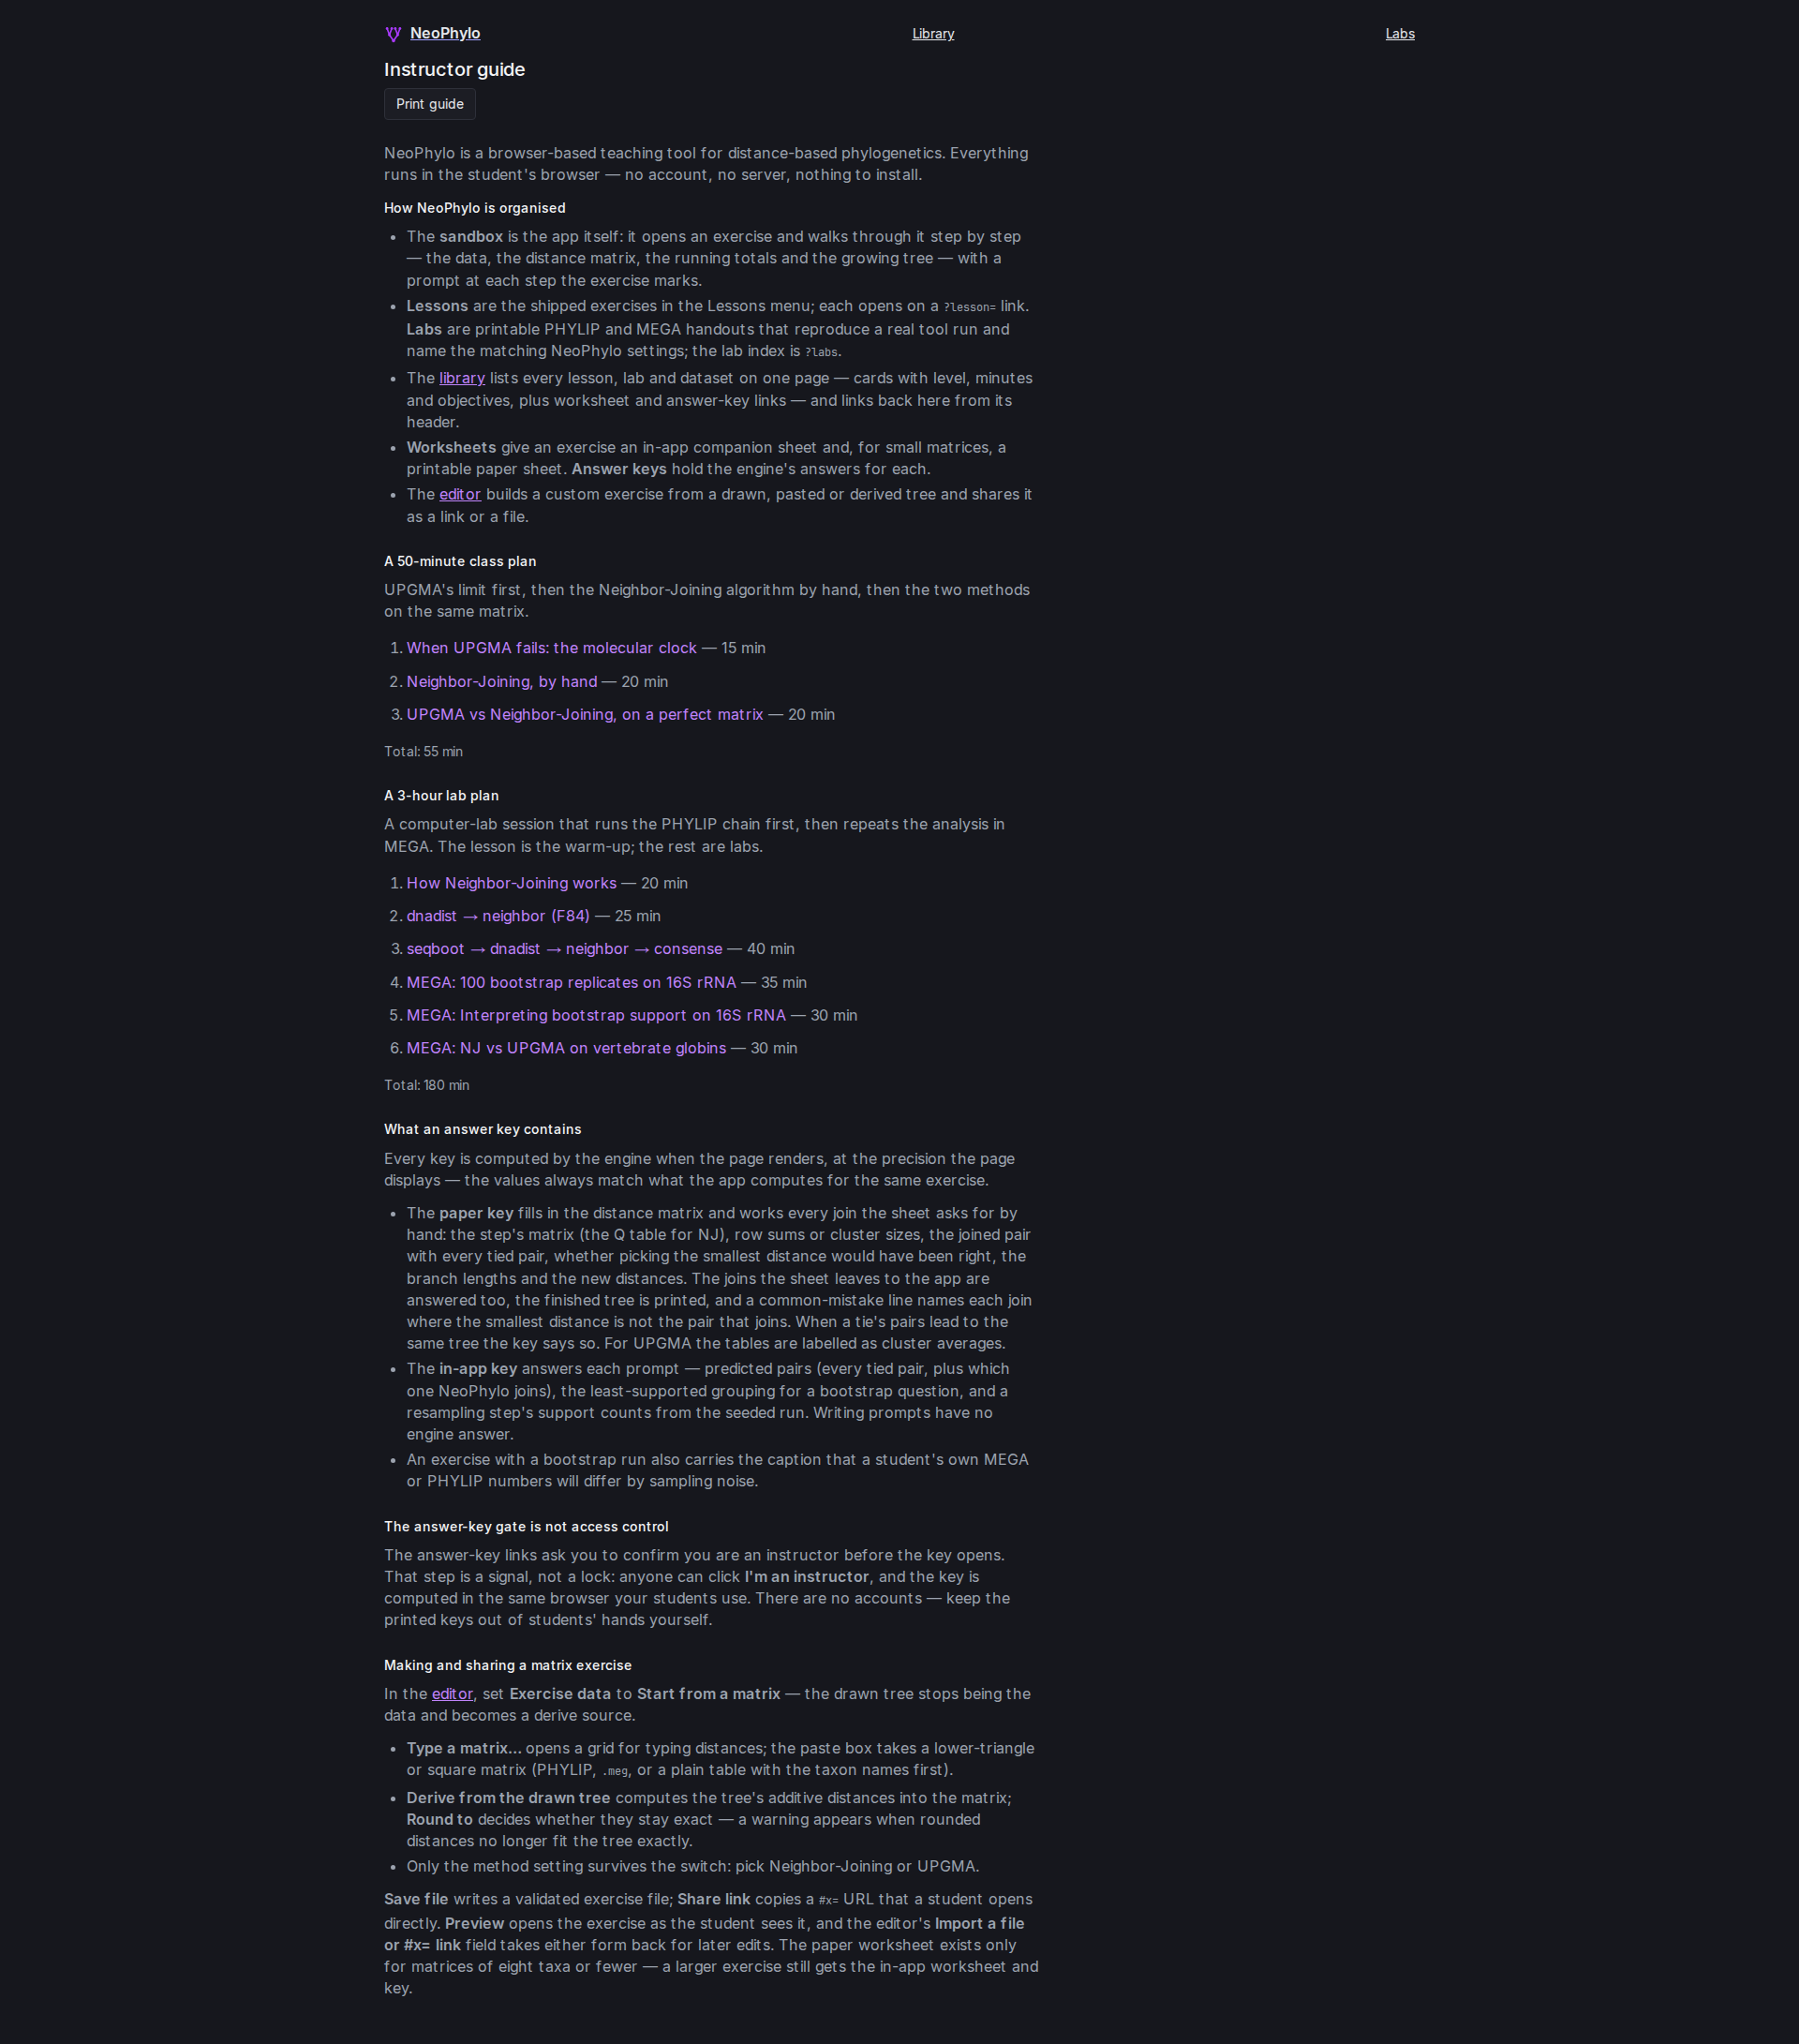 NeoPhylo
Library
Labs
Instructor guide
Print guide
NeoPhylo is a browser-based teaching tool for distance-based phylogenetics. Everything
runs in the student's browser — no account, no server, nothing to install.
How NeoPhylo is organised
• The sandbox is the app itself: it opens an exercise and walks through it step by step
— the data, the distance matrix, the running totals and the growing tree — with a
prompt at each step the exercise marks.
• Lessons are the shipped exercises in the Lessons menu; each opens on a ?lesson= link.
Labs are printable PHYLIP and MEGA handouts that reproduce a real tool run and
name the matching NeoPhylo settings; the lab index is ?labs.
• The library lists every lesson, lab and dataset on one page — cards with level, minutes
and objectives, plus worksheet and answer-key links — and links back here from its
header.
• Worksheets give an exercise an in-app companion sheet and, for small matrices, a
printable paper sheet. Answer keys hold the engine's answers for each.
• The editor builds a custom exercise from a drawn, pasted or derived tree and shares it
as a link or a file.
A 50-minute class plan
UPGMA's limit first, then the Neighbor-Joining algorithm by hand, then the two methods
on the same matrix.
1. When UPGMA fails: the molecular clock — 15 min
2. Neighbor-Joining, by hand — 20 min
3. UPGMA vs Neighbor-Joining, on a perfect matrix — 20 min
Total: 55 min
A 3-hour lab plan
A computer-lab session that runs the PHYLIP chain first, then repeats the analysis in
MEGA. The lesson is the warm-up; the rest are labs.
1. How Neighbor-Joining works — 20 min
2. dnadist → neighbor (F84) — 25 min
3. seqboot → dnadist → neighbor → consense — 40 min
4. MEGA: 100 bootstrap replicates on 16S rRNA — 35 min
5. MEGA: Interpreting bootstrap support on 16S rRNA — 30 min
6. MEGA: NJ vs UPGMA on vertebrate globins — 30 min
Total: 180 min
What an answer key contains
Every key is computed by the engine when the page renders, at the precision the page
displays — the values always match what the app computes for the same exercise.
• The paper key fills in the distance matrix and works every join the sheet asks for by
hand: the step's matrix (the Q table for NJ), row sums or cluster sizes, the joined pair
with every tied pair, whether picking the smallest distance would have been right, the
branch lengths and the new distances. The joins the sheet leaves to the app are
answered too, the finished tree is printed, and a common-mistake line names each join
where the smallest distance is not the pair that joins. When a tie's pairs lead to the
same tree the key says so. For UPGMA the tables are labelled as cluster averages.
• The in-app key answers each prompt — predicted pairs (every tied pair, plus which
one NeoPhylo joins), the least-supported grouping for a bootstrap question, and a
resampling step's support counts from the seeded run. Writing prompts have no
engine answer.
• An exercise with a bootstrap run also carries the caption that a student's own MEGA
or PHYLIP numbers will differ by sampling noise.
The answer-key gate is not access control
The answer-key links ask you to confirm you are an instructor before the key opens.
That step is a signal, not a lock: anyone can click I'm an instructor, and the key is
computed in the same browser your students use. There are no accounts — keep the
printed keys out of students' hands yourself.
Making and sharing a matrix exercise
In the editor, set Exercise data to Start from a matrix — the drawn tree stops being the
data and becomes a derive source.
• Type a matrix… opens a grid for typing distances; the paste box takes a lower-triangle
or square matrix (PHYLIP, .meg, or a plain table with the taxon names first).
• Derive from the drawn tree computes the tree's additive distances into the matrix;
Round to decides whether they stay exact — a warning appears when rounded
distances no longer fit the tree exactly.
• Only the method setting survives the switch: pick Neighbor-Joining or UPGMA.
Save file writes a validated exercise file; Share link copies a #x= URL that a student opens
directly. Preview opens the exercise as the student sees it, and the editor's Import a file
or #x= link field takes either form back for later edits. The paper worksheet exists only
for matrices of eight taxa or fewer — a larger exercise still gets the in-app worksheet and
key.